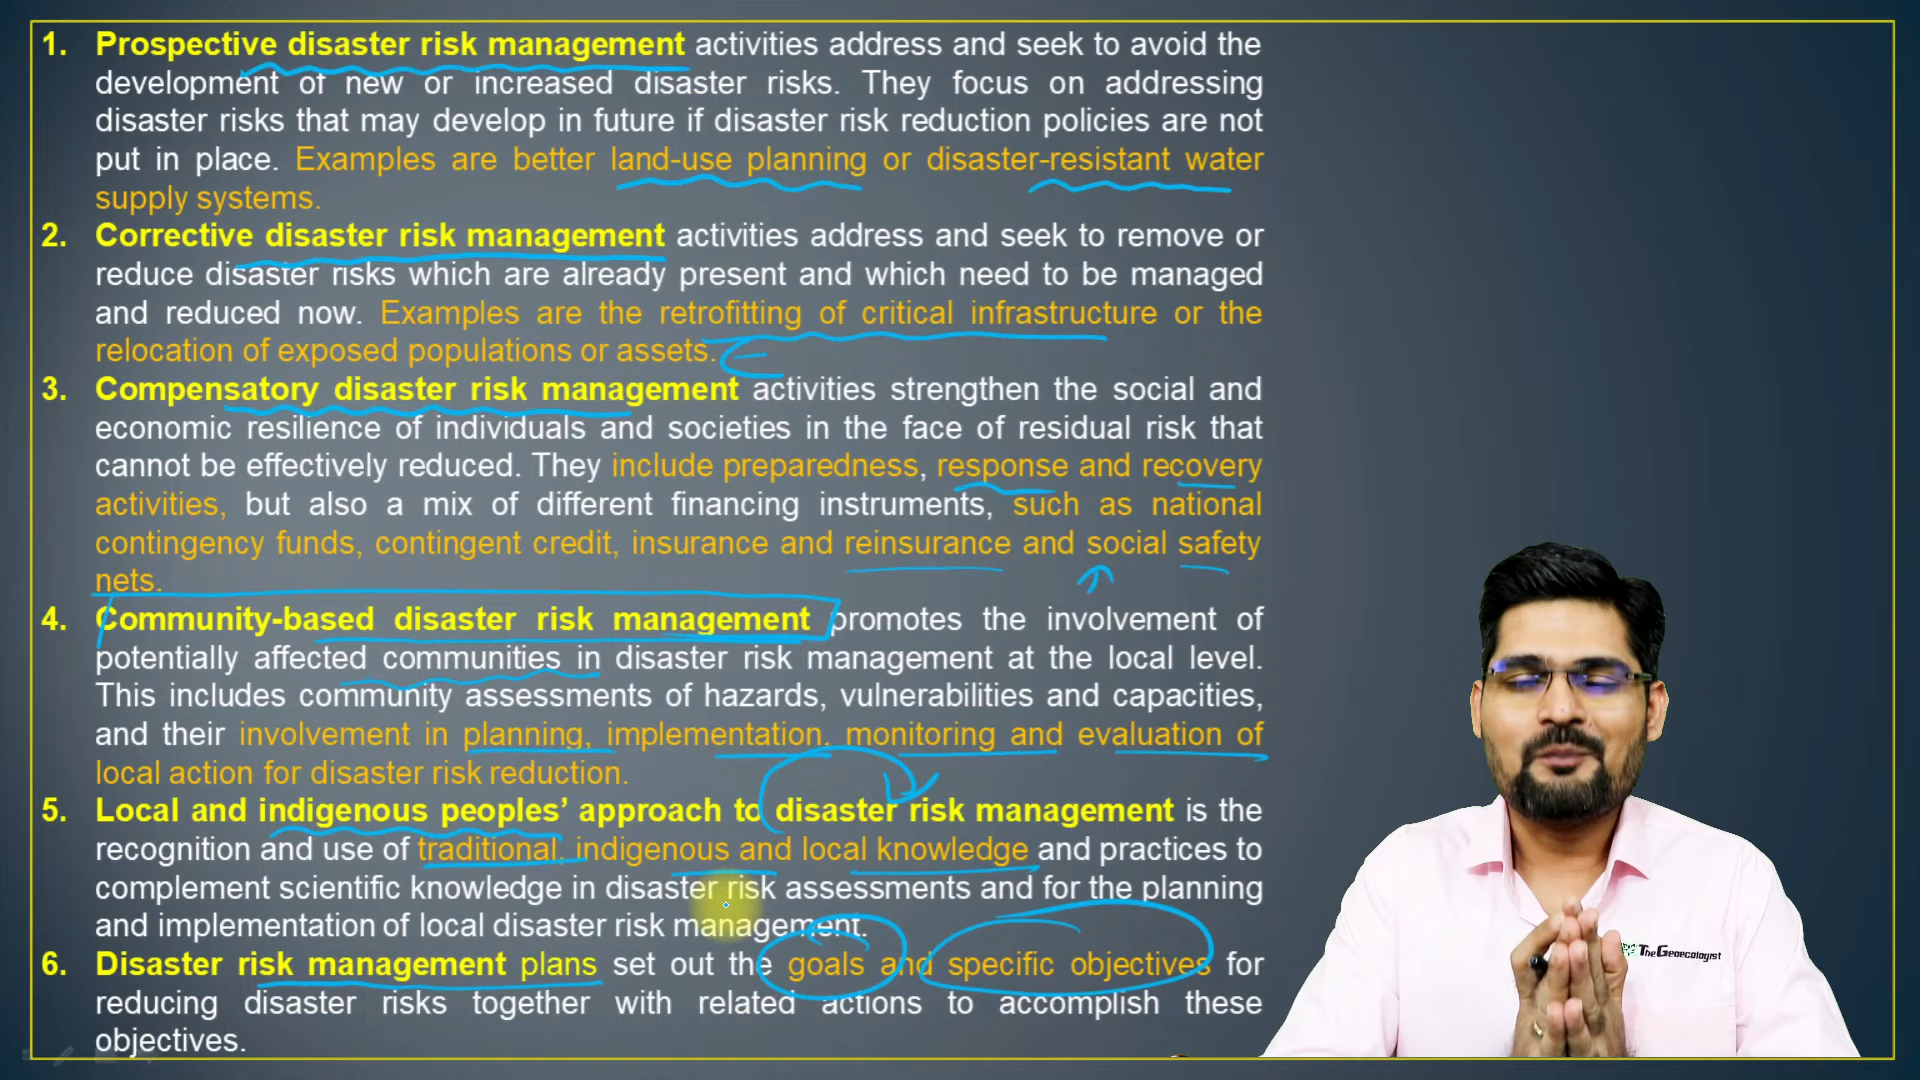 1. Prospective disaster risk management activities address and seek to avoid the
development of new or increased disaster risks. They focus on addressing
disaster risks that may develop in future if disaster risk reduction policies are not
put in place. Examples are better land-use planning or disaster-resistant water
supply systems.
2. Corrective disaster risk management activities address and seek to remove or
reduce disaster risks which are already present and which need to be managed
and reduced now. Examples are the retrofitting of critical infrastructure or the
relocation of exposed populations or assets.
3. Compensatory disaster risk management activities strengthen the social and
economic resilience of individuals and societies in the face of residual risk that
cannot be effectively reduced. They include preparedness, response and recovery
activities, but also a mix of different financing instruments, such as national
contingency funds, contingent credit, insurance and reinsurance and social safety
nets.
4. Community-based disaster risk management promotes the involvement of
potentially affected communities in disaster risk management at the local level.
This includes community assessments of hazards, vulnerabilities and capacities,
and their involvement in planning, implementation, monitoring and evaluation of
local action for disaster risk reduction.
5. Local and indigenous peoples’ approach to disaster risk management is the
recognition and use of traditional, indigenous and local knowledge and practices to
complement scientific knowledge in disaster risk assessments and for the planning
and implementation of local disaster risk management.
6. Disaster risk management plans set out the goals and specific objectives for
reducing disaster risks together with related actions to accomplish these
objectives.
The Geoecologist